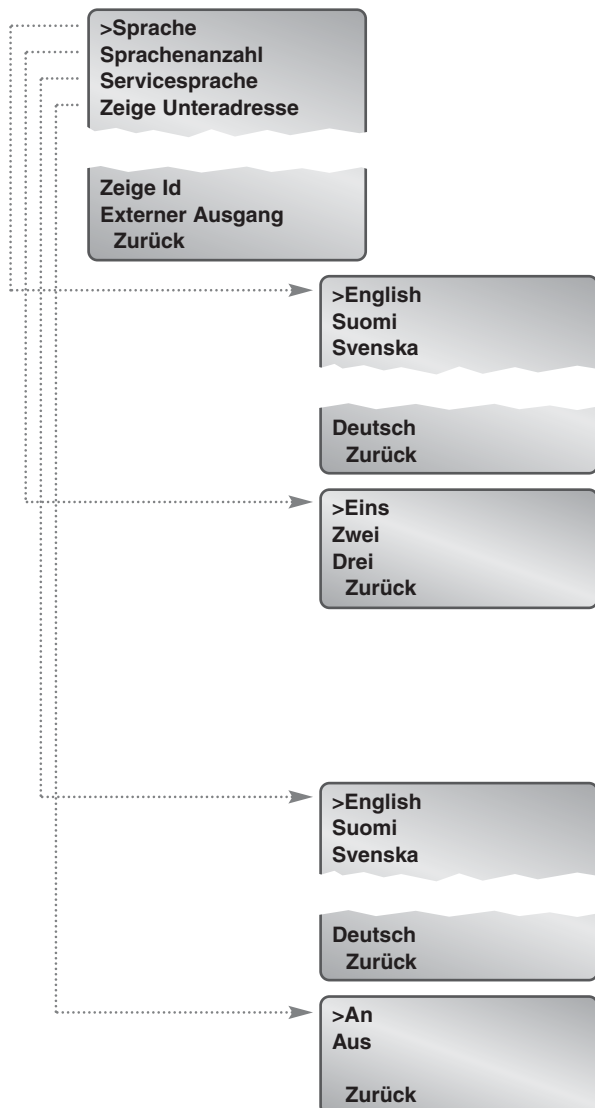 >Sprache
Sprachenanzahl
Servicesprache
Zeige Unteradresse
Zeige Id
Externer Ausgang
Zurück
>English
Suomi
Svenska
Deutsch
Zurück
>Eins
Zwei
Drei
Zurück
>English
Suomi
Svenska
Deutsch
Zurück
>An
Aus
Zurück